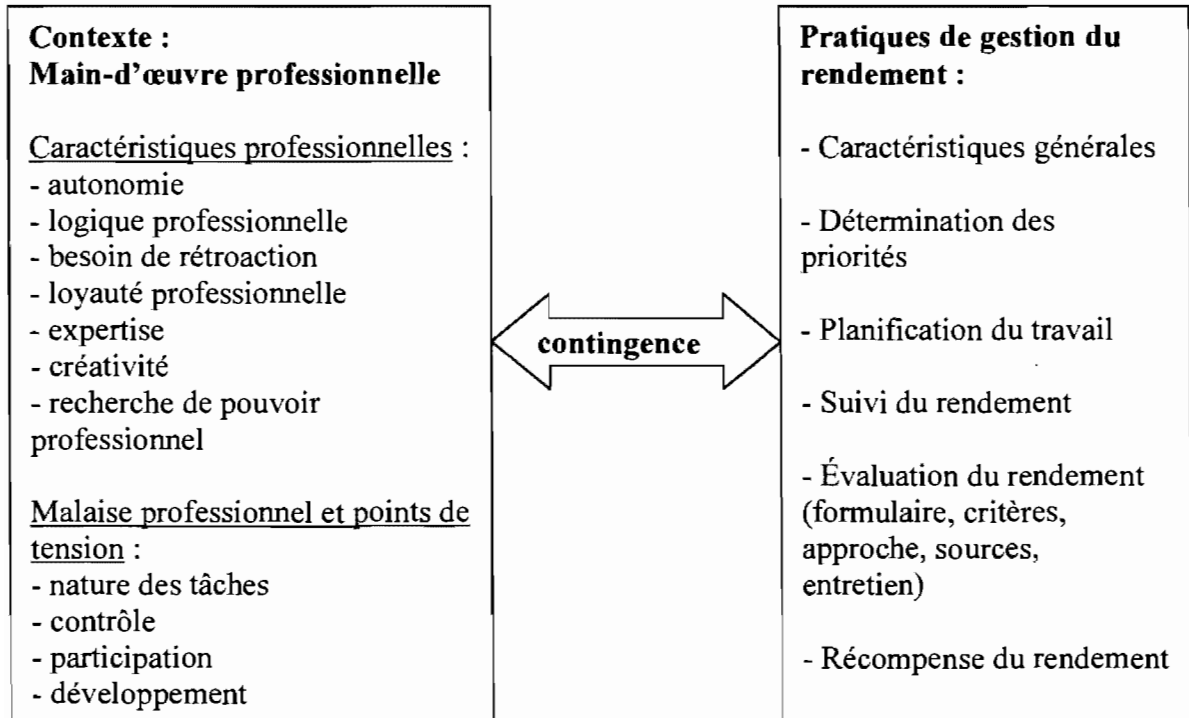 Contexte :
Main-d'œuvre professionnelle
Caractéristiques professionnelles :
- autonomie
- logique professionnelle
- besoin de rétroaction
- loyauté professionnelle
- expertise
- créativité
- recherche de pouvoir
professionnel
Malaise professionnel et points de
tension :
- nature des tâches
- contrôle
- participation
- développement
contingence
Pratiques de gestion du
rendement :
- Caractéristiques générales
- Détermination des
priorités
- Planification du travail
- Suivi du rendement
- Évaluation du rendement
(formulaire, critères,
approche, sources,
entretien)
- Récompense du rendement